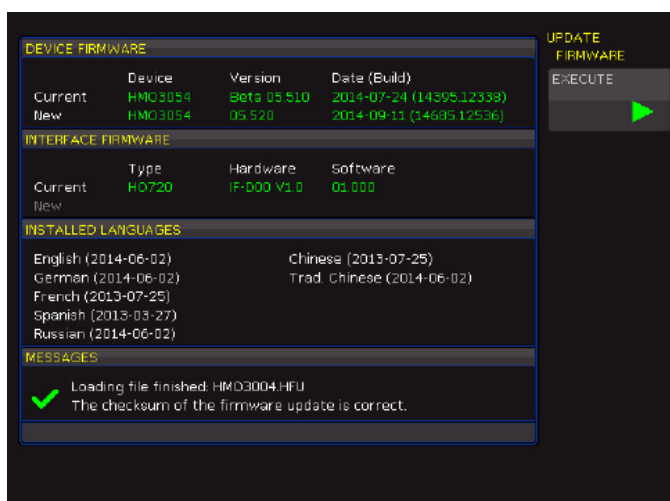 UPDATE
FIRMWARE
EXECUTE
DEVICE FIRMWARE
Device Version Date (Build)
Current HMO3054 Beta 05.510 2014-07-24 (14395.12338)
New HMO3054 05.520 2014-09-11 (14685.12536)
INTERFACE FIRMWARE
Type Hardware Software
Current HO720 IF-D00 V1.0 01.000
New
INSTALLED LANGUAGES
English (2014-06-02) Chinese (2013-07-25)
German (2014-06-02) Trad. Chinese (2014-06-02)
French (2013-07-25)
Spanish (2013-03-27)
Russian (2014-06-02)
MESSAGES
Loading file finished: HMO3004.HFU
The checksum of the firmware update is correct.